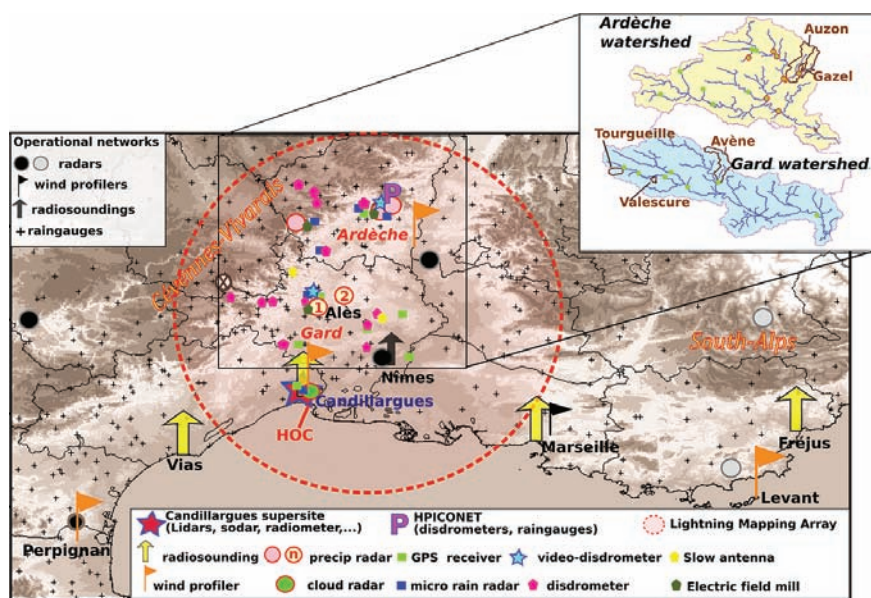 Ardèche
watershed
Auzon
Gazel
Tourgueille
Avène
Gard watershed
Valescure
Operational networks
radars
wind profilers
radiosoundings
raingauges
Cévennes-Vivarais
P
Ardèche
X
1
2
Alès
Gard
South-Alps
Nîmes
Candillargues
HOC
Vias
Marseille
Fréjus
Levant
Perpignan
Candillargues supersite
(Lidars, sodar, radiometer,...)
P HPICONET
(disdrometers, raingauges)
Lightning Mapping Array
radiosounding
n precip radar
GPS receiver
video-disdrometer
Slow antenna
wind profiler
cloud radar
micro rain radar
disdrometer
Electric field mill